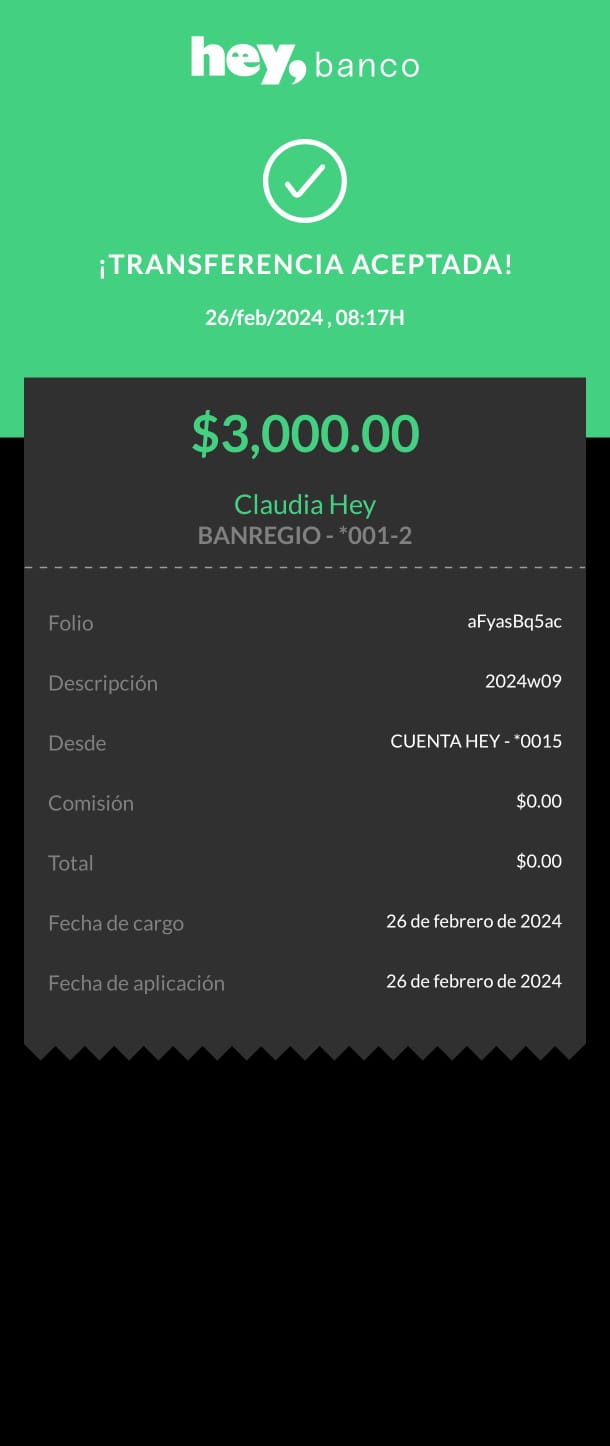 hey, banco
¡TRANSFERENCIA ACEPTADA!
26/feb/2024 , 08:17H
$3,000.00
Claudia Hey
BANREGIO - *001-2
Folio aFyasBq5ac
Descripción 2024w09
Desde CUENTA HEY - *0015
Comisión $0.00
Total $0.00
Fecha de cargo 26 de febrero de 2024
Fecha de aplicación 26 de febrero de 2024